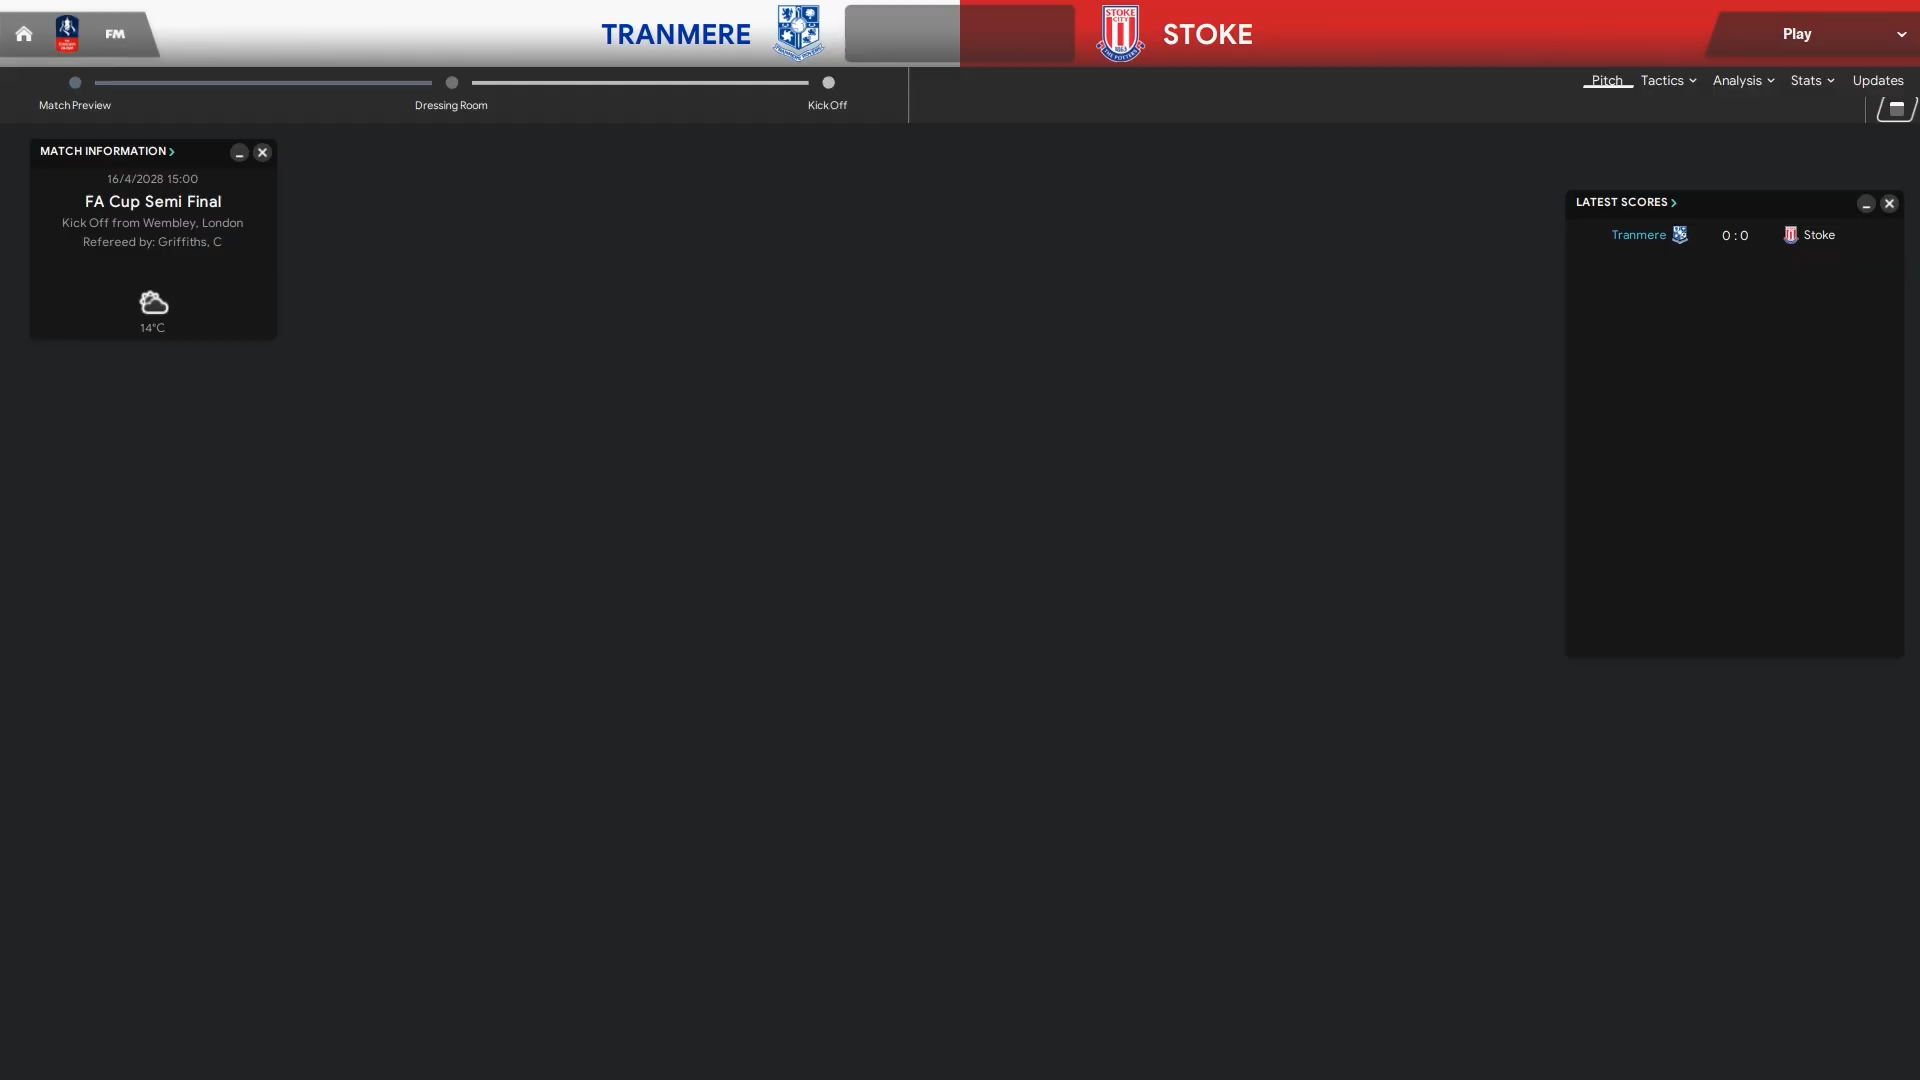 FM
TRANMERE
STOKE
Play
Match Preview
Dressing Room
Kick Off
Pitch
Tactics
Analysis
Stats
Updates
MATCH INFORMATION
16/4/2028 15:00
FA Cup Semi Final
Kick Off from Wembley, London
Refereed by: Griffiths, C
14°C
LATEST SCORES
Tranmere 0 : 0 Stoke